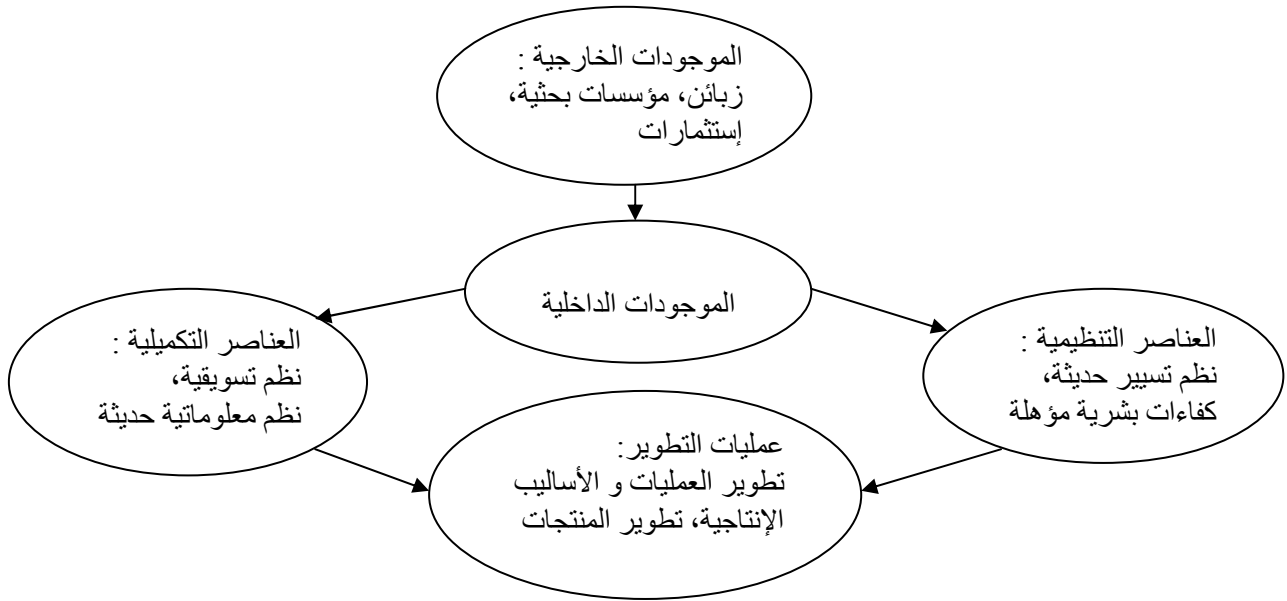 الموجودات الخارجية :
زبائن، مؤسسات بحثية،
إستثمارات
الموجودات الداخلية
العناصر التنظيمية :
نظم تسيير حديثة،
كفاءات بشرية مؤهلة
العناصر التكميلية :
نظم تسويقية،
نظم معلوماتية حديثة
عمليات التطوير:
تطوير العمليات و الأساليب
الإنتاجية، تطوير المنتجات